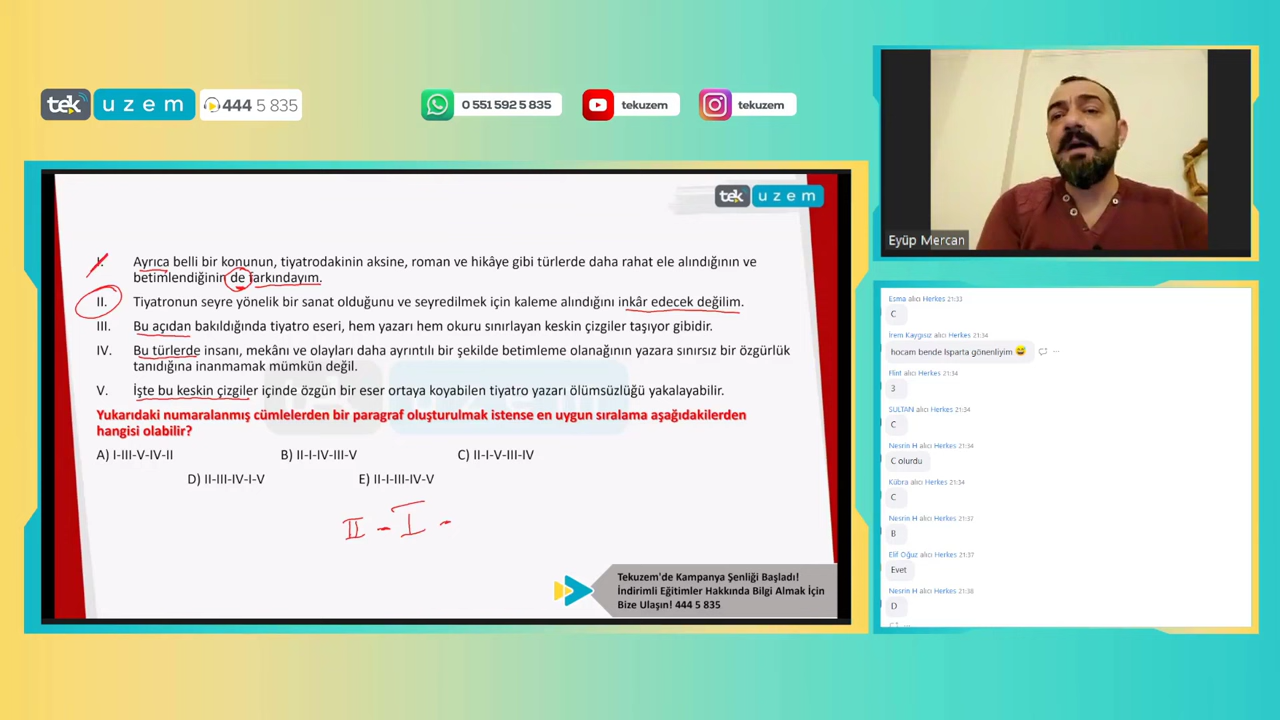 tek uzem 444 5 835
0 551 592 5 835
tekuzem
tekuzem
tek uzem
I. Ayrıca belli bir konunun, tiyatrodakinin aksine, roman ve hikâye gibi türlerde daha rahat ele alındığının ve
betimlendiğinin de farkındayım.
II. Tiyatronun seyre yönelik bir sanat olduğunu ve seyredilmek için kaleme alındığını inkâr edecek değilim.
III. Bu açıdan bakıldığında tiyatro eseri, hem yazarı hem okuru sınırlayan keskin çizgiler taşıyor gibidir.
IV. Bu türlerde insanı, mekânı ve olayları daha ayrıntılı bir şekilde betimleme olanağının yazara sınırsız bir özgürlük
tanıdığına inanmamak mümkün değil.
V. İşte bu keskin çizgiler içinde özgün bir eser ortaya koyabilen tiyatro yazarı ölümsüzlüğü yakalayabilir.
Yukarıdaki numaralanmış cümlelerden bir paragraf oluşturulmak istense en uygun sıralama aşağıdakilerden
hangisi olabilir?
A) I-III-V-IV-II B) II-I-IV-III-V C) II-I-V-III-IV
D) II-III-IV-I-V E) II-I-III-IV-V
II - I -
Tekuzem'de Kampanya Şenliği Başladı!
İndirimli Eğitimler Hakkında Bilgi Almak İçin
Bize Ulaşın! 444 5 835
Eyüp Mercan
Esma alıcı Herkes 21:33
C
İrem Kaygısız alıcı Herkes 21:34
hocam bende Isparta gönenliyim 😅
Flint alıcı Herkes 21:34
3
SULTAN alıcı Herkes 21:34
C
Nesrin H alıcı Herkes 21:34
C olurdu
Kübra alıcı Herkes 21:34
C
Nesrin H alıcı Herkes 21:37
B
Elif Oğuz alıcı Herkes 21:37
Evet
Nesrin H alıcı Herkes 21:38
D